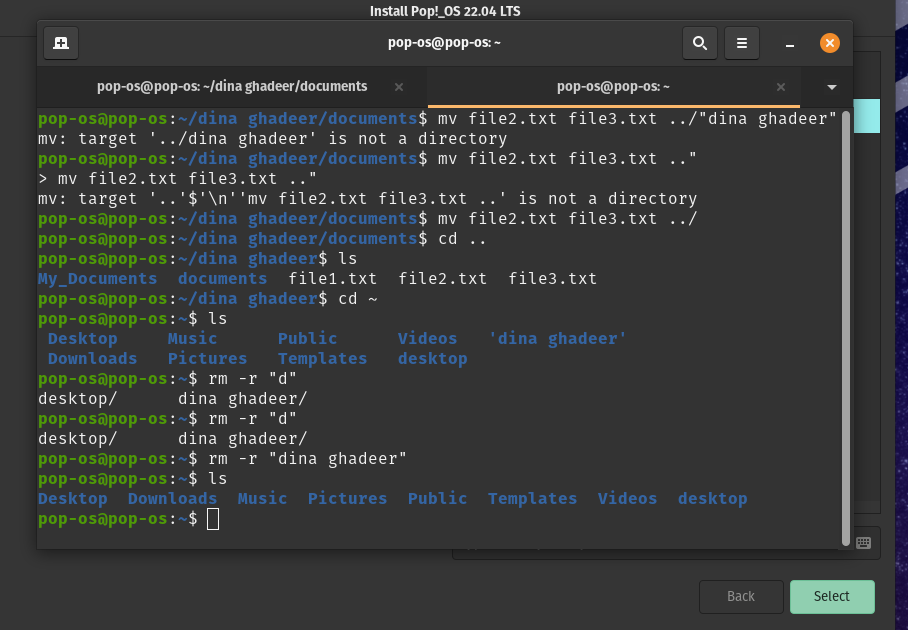 Install Pop!_OS 22.04 LTS
pop-os@pop-os: ~
pop-os@pop-os: ~/dina ghadeer/documents
pop-os@pop-os: ~
pop-os@pop-os:~/dina ghadeer/documents$ mv file2.txt file3.txt ../"dina ghadeer"
mv: target '../dina ghadeer' is not a directory
pop-os@pop-os:~/dina ghadeer/documents$ mv file2.txt file3.txt .."
> mv file2.txt file3.txt .."
mv: target '..'$'\n''mv file2.txt file3.txt ..' is not a directory
pop-os@pop-os:~/dina ghadeer/documents$ mv file2.txt file3.txt ../
pop-os@pop-os:~/dina ghadeer/documents$ cd ..
pop-os@pop-os:~/dina ghadeer$ ls
My_Documents  documents  file1.txt  file2.txt  file3.txt
pop-os@pop-os:~/dina ghadeer$ cd ~
pop-os@pop-os:~$ ls
Desktop     Music      Public      Videos   'dina ghadeer'
Downloads   Pictures   Templates   desktop
pop-os@pop-os:~$ rm -r "d"
desktop/      dina ghadeer/
pop-os@pop-os:~$ rm -r "d"
desktop/      dina ghadeer/
pop-os@pop-os:~$ rm -r "dina ghadeer"
pop-os@pop-os:~$ ls
Desktop  Downloads  Music  Pictures  Public  Templates  Videos  desktop
pop-os@pop-os:~$
Back
Select